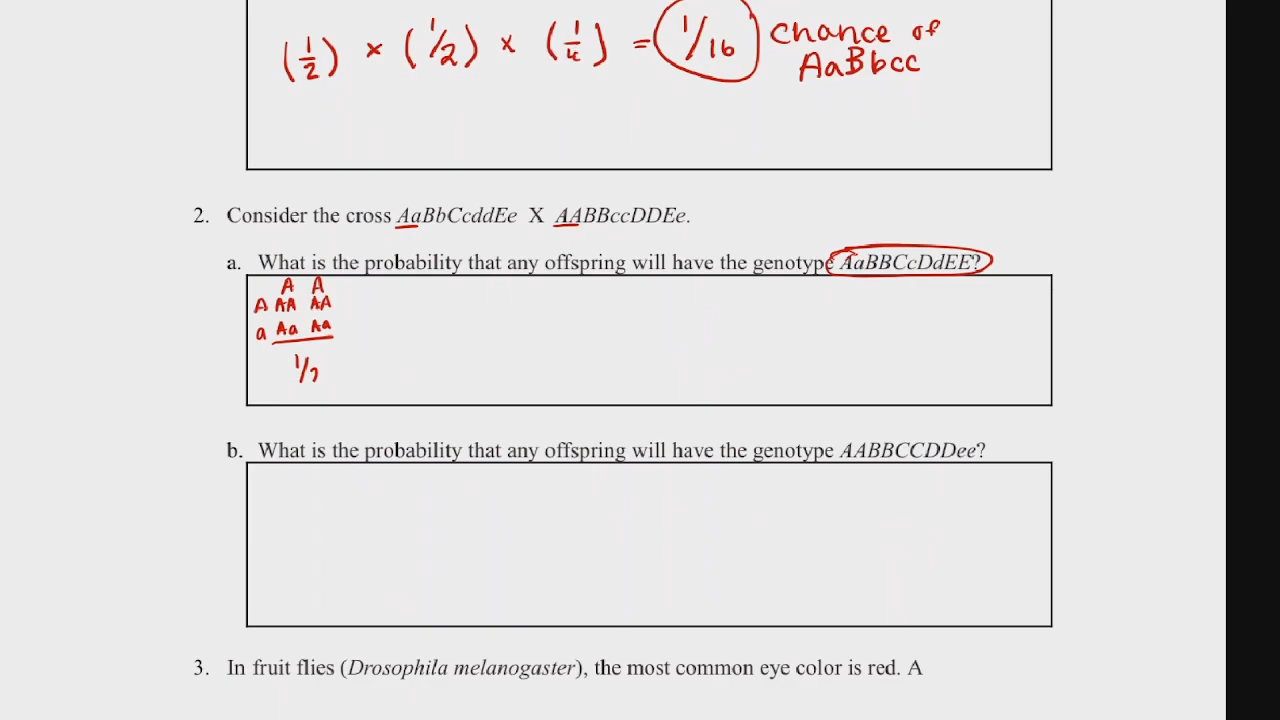 (1/2) × (1/2) × (1/4) = 1/16 chance of
AaBbcc
2. Consider the cross AaBbCcddEe X AABBccDDEe.
a. What is the probability that any offspring will have the genotype AaBBCcDdEE?
A A
A AA AA
a Aa Aa
1/2
b. What is the probability that any offspring will have the genotype AABBCCDDee?
3. In fruit flies (Drosophila melanogaster), the most common eye color is red. A